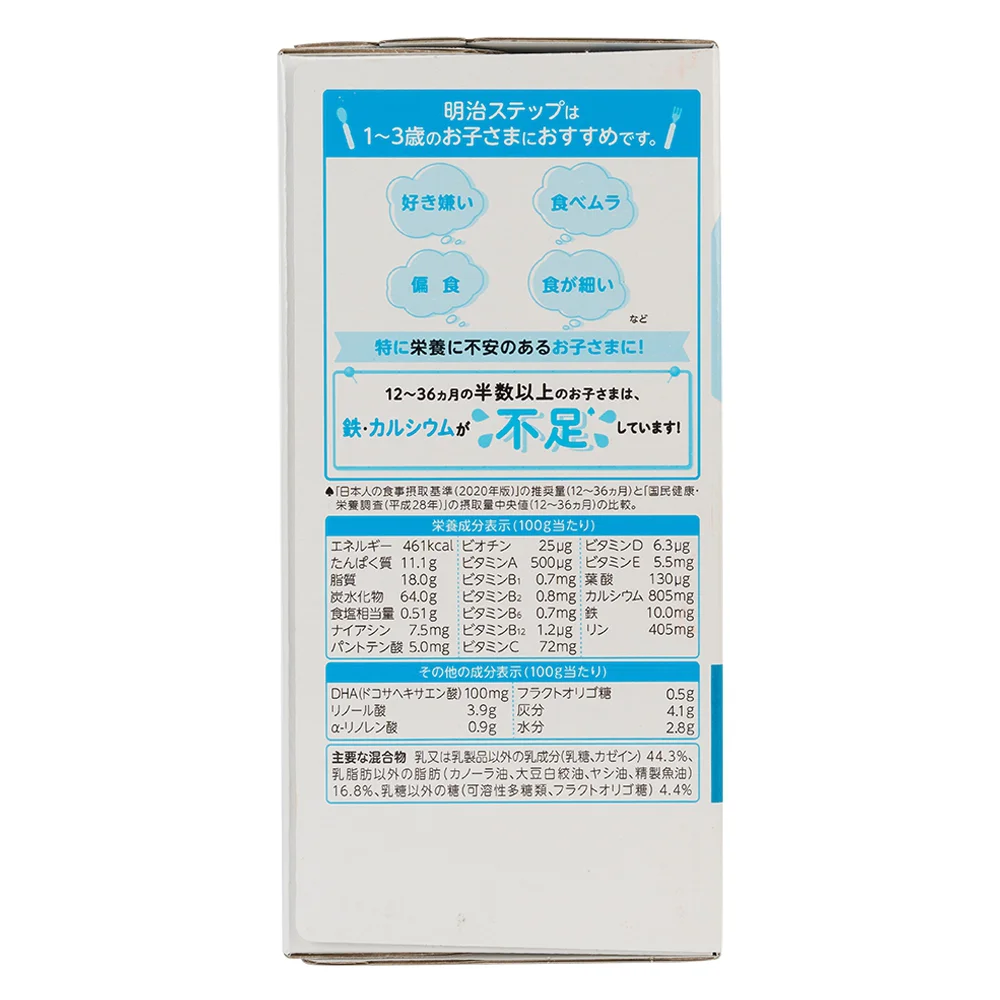 明治ステップは
1〜3歳のお子さまにおすすめです。
好き嫌い
食べムラ
偏食
食が細い
など
特に栄養に不安のあるお子さまに!
12〜36ヵ月の半数以上のお子さまは、
鉄・カルシウムが不足♠しています!
♠「日本人の食事摂取基準(2020年版)」の推奨量(12〜36ヵ月)と「国民健康・
栄養調査(平成28年)」の摂取量中央値(12〜36ヵ月)の比較。
栄養成分表示(100g当たり)
エネルギー 461kcal
たんぱく質 11.1g
脂質 18.0g
炭水化物 64.0g
食塩相当量 0.51g
ナイアシン 7.5mg
パントテン酸 5.0mg
ビオチン 25μg
ビタミンA 500μg
ビタミンB1 0.7mg
ビタミンB2 0.8mg
ビタミンB6 0.7mg
ビタミンB12 1.2μg
ビタミンC 72mg
ビタミンD 6.3μg
ビタミンE 5.5mg
葉酸 130μg
カルシウム 805mg
鉄 10.0mg
リン 405mg
その他の成分表示(100g当たり)
DHA(ドコサヘキサエン酸) 100mg
リノール酸 3.9g
α-リノレン酸 0.9g
フラクトオリゴ糖 0.5g
灰分 4.1g
水分 2.8g
主要な混合物 乳又は乳製品以外の乳成分(乳糖、カゼイン) 44.3%、
乳脂肪以外の脂肪(カノーラ油、大豆白絞油、ヤシ油、精製魚油)
16.8%、乳糖以外の糖(可溶性多糖類、フラクトオリゴ糖) 4.4%